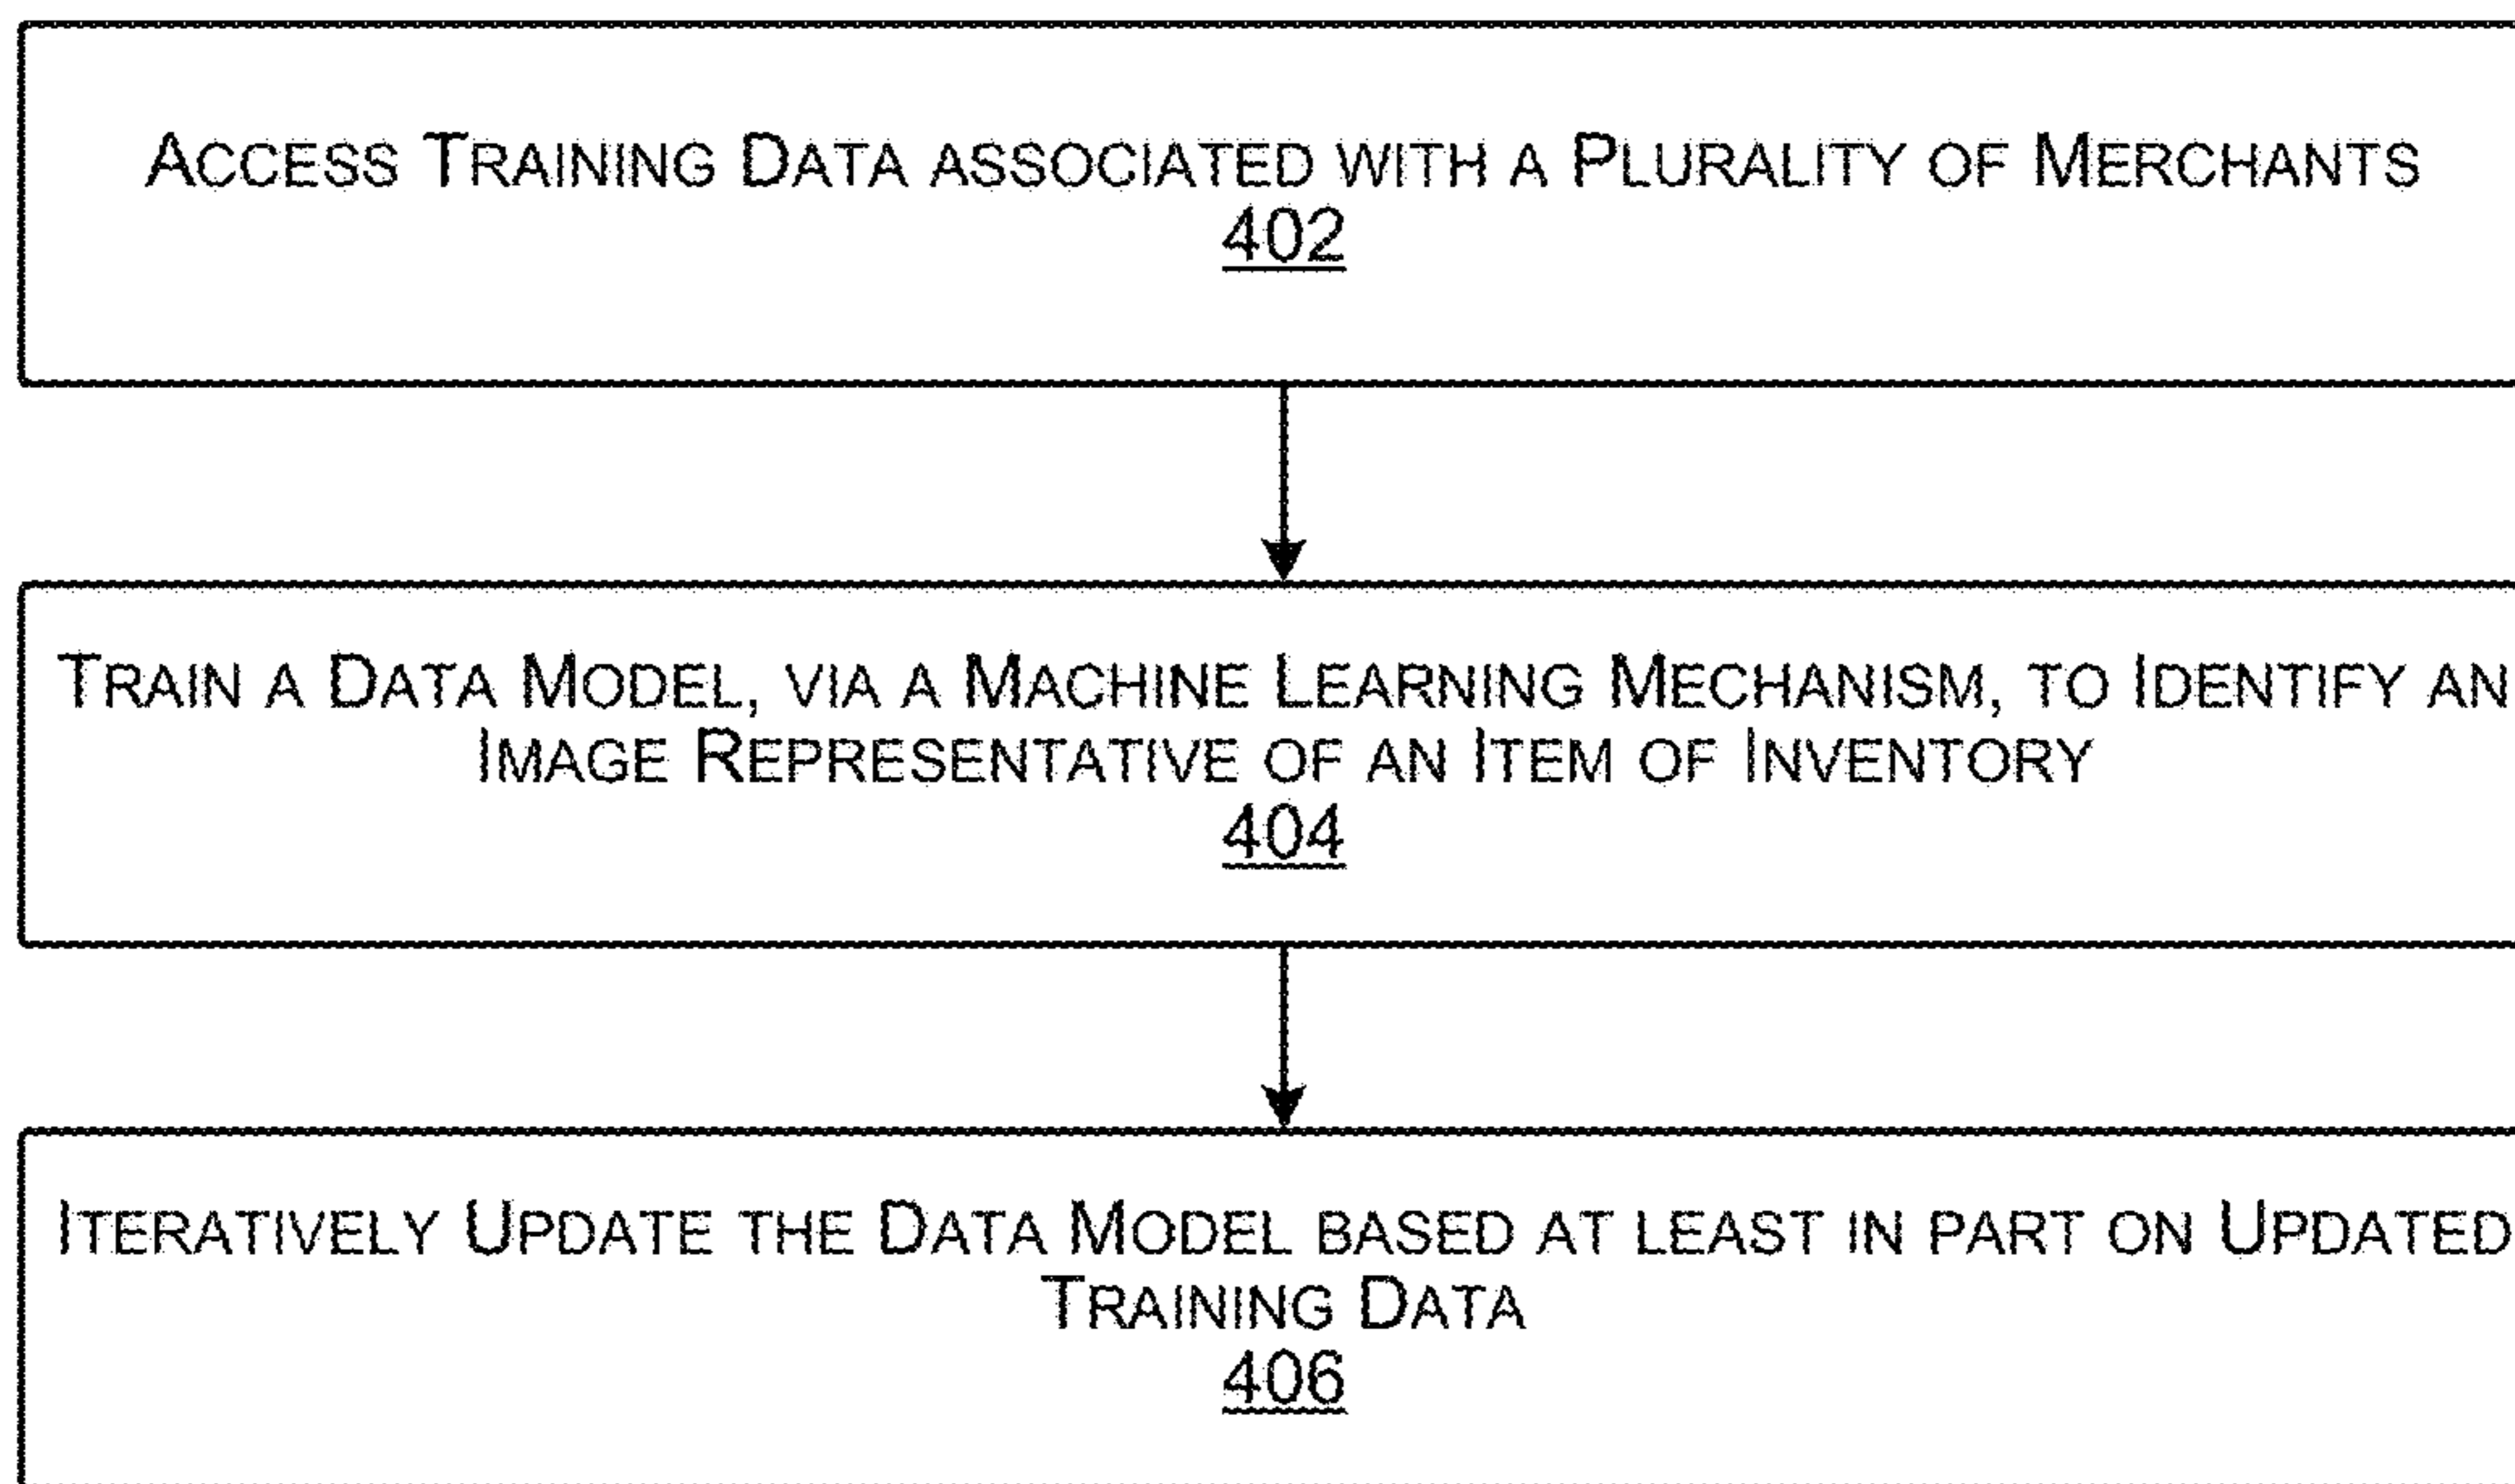 ACCESS TRAINING DATA ASSOCIATED WITH A PLURALITY OF MERCHANTS
402
TRAIN A DATA MODEL, VIA A MACHINE LEARNING MECHANISM, TO IDENTIFY AN
IMAGE REPRESENTATIVE OF AN ITEM OF INVENTORY
404
ITERATIVELY UPDATE THE DATA MODEL BASED AT LEAST IN PART ON UPDATED
TRAINING DATA
406